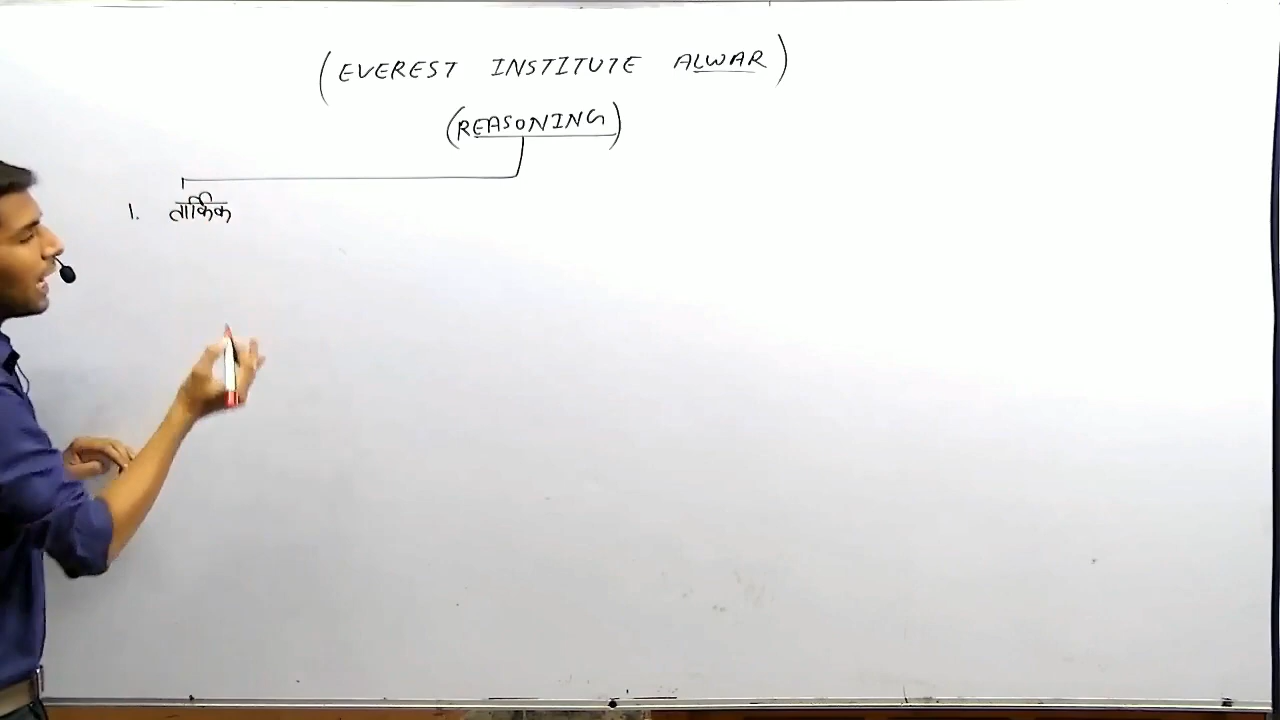 (EVEREST INSTITUTE ALWAR)
(REASONING)
1. तार्किक